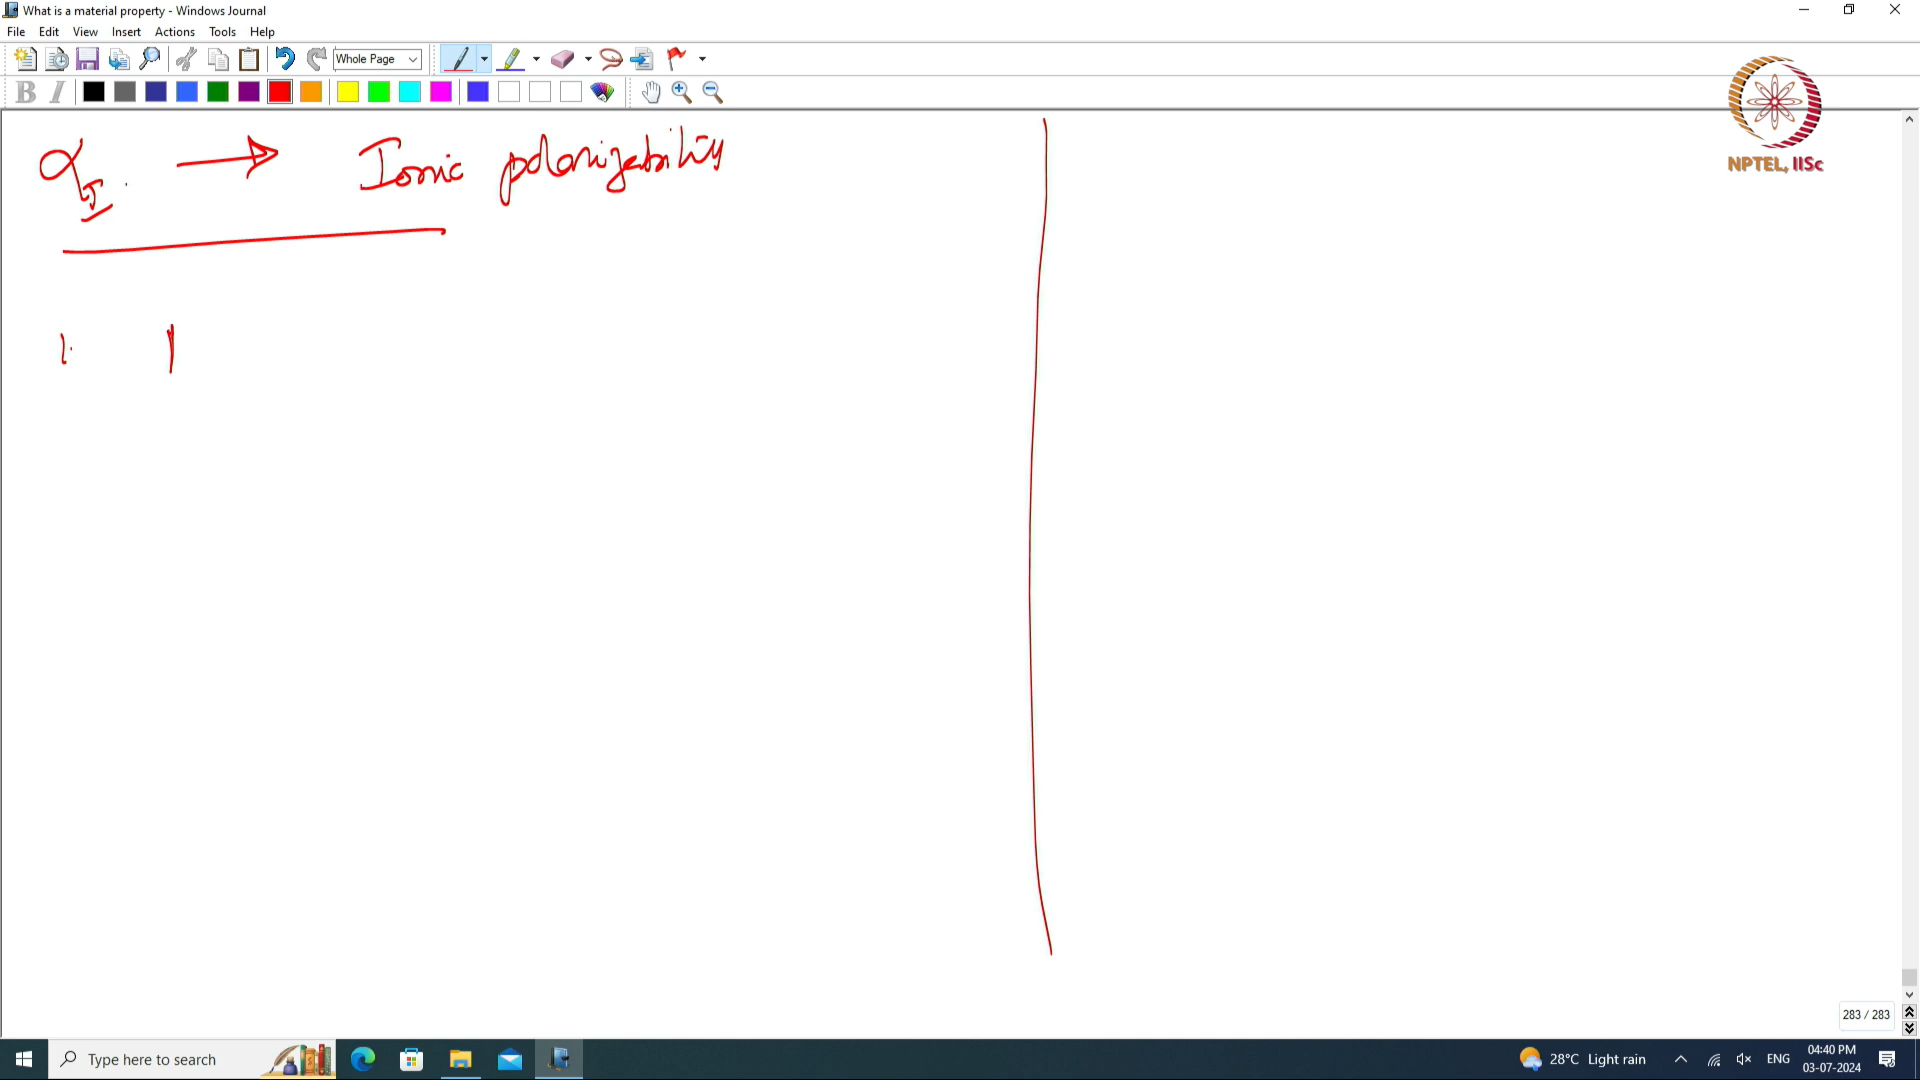 What is a material property - Windows Journal
File Edit View Insert Actions Tools Help
Whole Page
B I
NPTEL, IISc
α_I → Ionic polarizability
1.
283 / 283
Type here to search
28°C Light rain
ENG
04:40 PM
03-07-2024